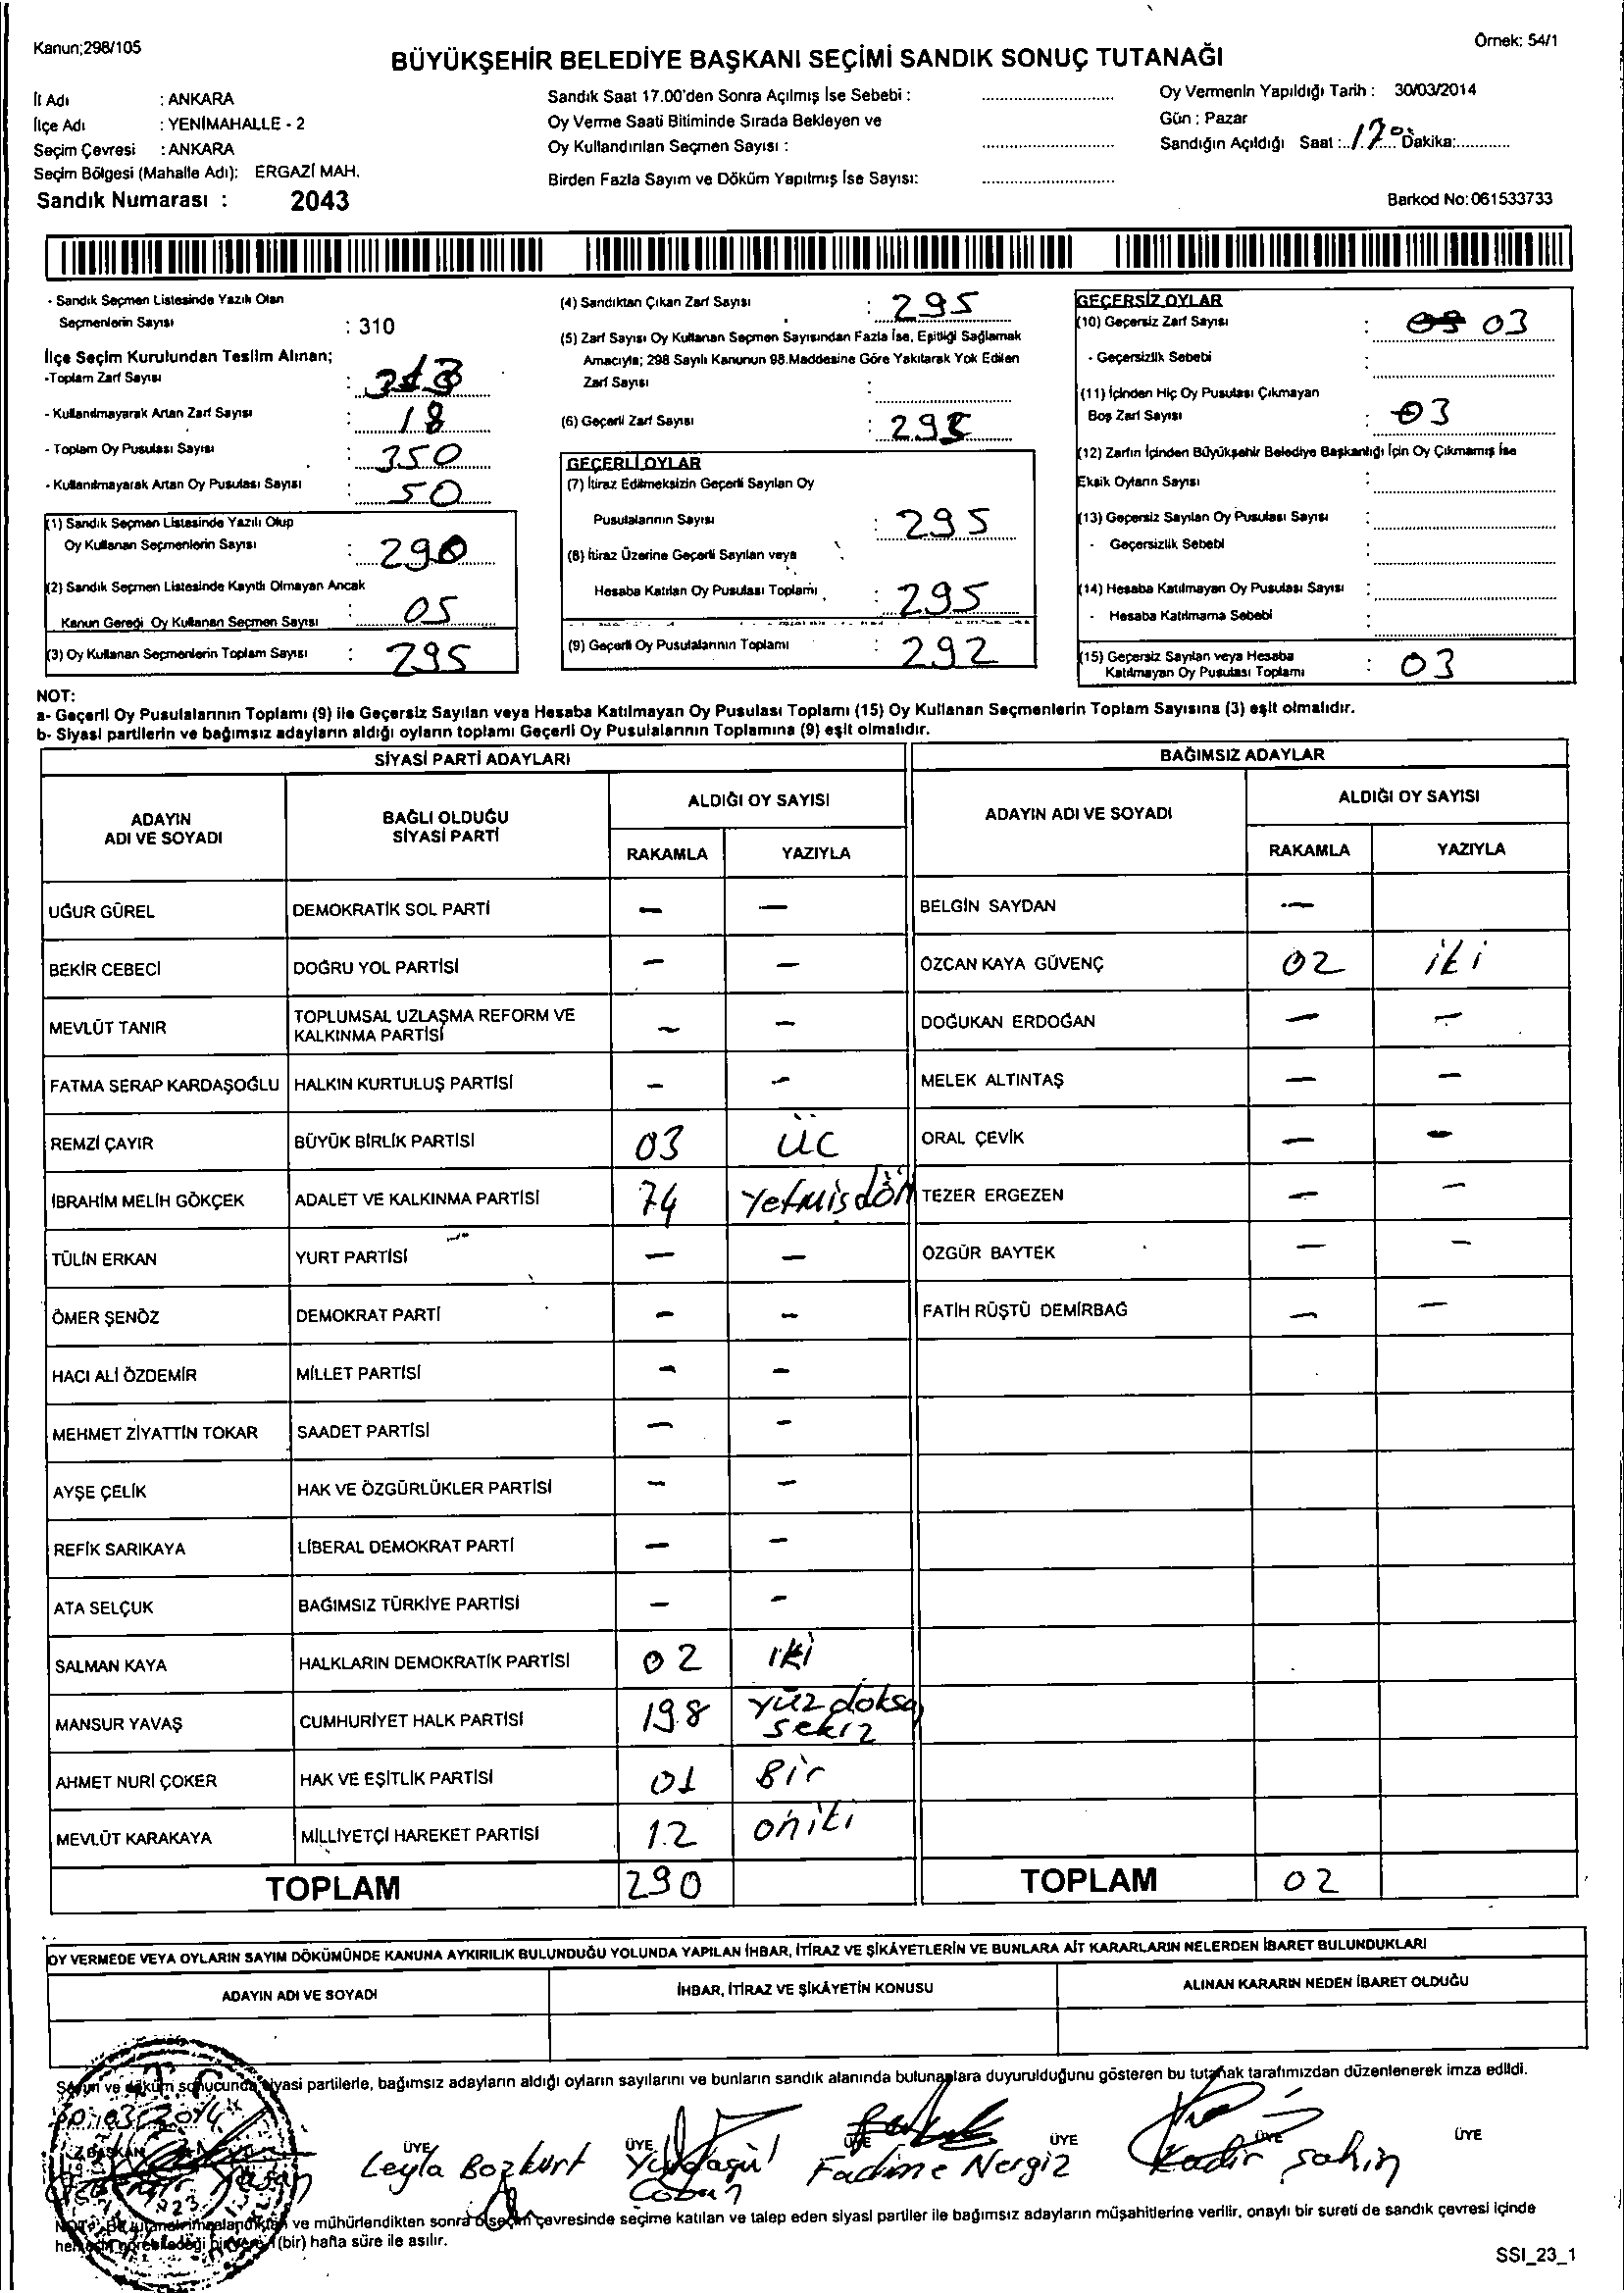 Kanun;298/105
Örnek: 54/1
BÜYÜKŞEHİR BELEDİYE BAŞKANI SEÇİMİ SANDIK SONUÇ TUTANAĞI
İl Adı : ANKARA
İlçe Adı : YENİMAHALLE - 2
Seçim Çevresi : ANKARA
Seçim Bölgesi (Mahalle Adı): ERGAZİ MAH.
Sandık Numarası : 2043
Sandık Saat 17.00'den Sonra Açılmış İse Sebebi :
Oy Verme Saati Bitiminde Sırada Bekleyen ve
Oy Kullandırılan Seçmen Sayısı :
Birden Fazla Sayım ve Döküm Yapılmış İse Sayısı:
Oy Vermenin Yapıldığı Tarih : 30/03/2014
Gün : Pazar
Sandığın Açıldığı Saat : 17 Dakika:
Barkod No:061533733
- Sandık Seçmen Listesinde Yazılı Olan
Seçmenlerin Sayısı : 310
İlçe Seçim Kurulundan Teslim Alınan;
-Toplam Zarf Sayısı : 313
- Kullanılmayarak Artan Zarf Sayısı : 18
- Toplam Oy Pusulası Sayısı : 350
- Kullanılmayarak Artan Oy Pusulası Sayısı : 50
(1) Sandık Seçmen Listesinde Yazılı Olup
Oy Kullanan Seçmenlerin Sayısı : 290
(2) Sandık Seçmen Listesinde Kayıtlı Olmayan Ancak
Kanun Gereği Oy Kullanan Seçmen Sayısı : 05
(3) Oy Kullanan Seçmenlerin Toplam Sayısı : 295
(4) Sandıktan Çıkan Zarf Sayısı : 295
(5) Zarf Sayısı Oy Kullanan Seçmen Sayısından Fazla İse, Eşitliği Sağlamak
Amacıyla; 298 Sayılı Kanunun 98.Maddesine Göre Yakılarak Yok Edilen
Zarf Sayısı :
(6) Geçerli Zarf Sayısı :
GEÇERLİ OYLAR
(7) İtiraz Edilmeksizin Geçerli Sayılan Oy
Pusulalarının Sayısı : 295
(8) İtiraz Üzerine Geçerli Sayılan veya
Hesaba Katılan Oy Pusulası Toplamı : 295
(9) Geçerli Oy Pusulalarının Toplamı : 292
GEÇERSİZ OYLAR
(10) Geçersiz Zarf Sayısı : 03
- Geçersizlik Sebebi :
(11) İçinden Hiç Oy Pusulası Çıkmayan
Boş Zarf Sayısı : 03
(12) Zarfın İçinden Büyükşehir Belediye Başkanlığı İçin Oy Çıkmamış İse
Eksik Oyların Sayısı :
(13) Geçersiz Sayılan Oy Pusulası Sayısı :
- Geçersizlik Sebebi :
(14) Hesaba Katılmayan Oy Pusulası Sayısı :
- Hesaba Katılmama Sebebi :
(15) Geçersiz Sayılan veya Hesaba
Katılmayan Oy Pusulası Toplamı : 03
NOT:
a- Geçerli Oy Pusulalarının Toplamı (9) ile Geçersiz Sayılan veya Hesaba Katılmayan Oy Pusulası Toplamı (15) Oy Kullanan Seçmenlerin Toplam Sayısına (3) eşit olmalıdır.
b- Siyasi partilerin ve bağımsız adayların aldığı oyların toplamı Geçerli Oy Pusulalarının Toplamına (9) eşit olmalıdır.
SİYASİ PARTİ ADAYLARI
ADAYIN ADI VE SOYADI BAĞLI OLDUĞU SİYASİ PARTİ ALDIĞI OY SAYISI
RAKAMLA YAZIYLA
UĞUR GÜREL DEMOKRATİK SOL PARTİ — —
BEKİR CEBECİ DOĞRU YOL PARTİSİ — —
MEVLÜT TANIR TOPLUMSAL UZLAŞMA REFORM VE KALKINMA PARTİSİ — —
FATMA SERAP KARDAŞOĞLU HALKIN KURTULUŞ PARTİSİ — —
REMZİ ÇAYIR BÜYÜK BİRLİK PARTİSİ 03 üc
İBRAHİM MELİH GÖKÇEK ADALET VE KALKINMA PARTİSİ 74 Yetmişdör
TÜLİN ERKAN YURT PARTİSİ — —
ÖMER ŞENÖZ DEMOKRAT PARTİ — —
HACI ALİ ÖZDEMİR MİLLET PARTİSİ — —
MEHMET ZİYATTİN TOKAR SAADET PARTİSİ — —
AYŞE ÇELİK HAK VE ÖZGÜRLÜKLER PARTİSİ — —
REFİK SARIKAYA LİBERAL DEMOKRAT PARTİ — —
ATA SELÇUK BAĞIMSIZ TÜRKİYE PARTİSİ — —
SALMAN KAYA HALKLARIN DEMOKRATİK PARTİSİ 02 iki
MANSUR YAVAŞ CUMHURİYET HALK PARTİSİ 198 Yüz doksa sekiz
AHMET NURİ ÇOKER HAK VE EŞİTLİK PARTİSİ 01 Bir
MEVLÜT KARAKAYA MİLLİYETÇİ HAREKET PARTİSİ 12 oniki
TOPLAM 290
BAĞIMSIZ ADAYLAR
ADAYIN ADI VE SOYADI ALDIĞI OY SAYISI
RAKAMLA YAZIYLA
BELGİN SAYDAN —
ÖZCAN KAYA GÜVENÇ 02 iki
DOĞUKAN ERDOĞAN — —
MELEK ALTINTAŞ — —
ORAL ÇEVİK — —
TEZER ERGEZEN — —
ÖZGÜR BAYTEK — —
FATİH RÜŞTÜ DEMİRBAĞ — —
TOPLAM 02
OY VERMEDE VEYA OYLARIN SAYIM DÖKÜMÜNDE KANUNA AYKIRILIK BULUNDUĞU YOLUNDA YAPILAN İHBAR, İTİRAZ VE ŞİKÂYETLERİN VE BUNLARA AİT KARARLARIN NELERDEN İBARET BULUNDUKLARI
ADAYIN ADI VE SOYADI İHBAR, İTİRAZ VE ŞİKÂYETİN KONUSU ALINAN KARARIN NEDEN İBARET OLDUĞU
Sayım ve döküm sonucunda siyasi partilerle, bağımsız adayların aldığı oyların sayılarını ve bunların sandık alanında bulunanlara duyurulduğunu gösteren bu tutanak tarafımızdan düzenlenerek imza edildi.
30.03.2014
BAŞKAN ÜYE ÜYE ÜYE ÜYE ÜYE ÜYE
Leyla Bozkurt Yurdagül Çoban Fadime Nergiz Kadir Şahin
ve mühürlendikten sonra o seçim çevresinde seçime katılan ve talep eden siyasi partiler ile bağımsız adayların müşahitlerine verilir, onaylı bir sureti de sandık çevresi içinde
1(bir) hafta süre ile asılır.
SSI_23_1